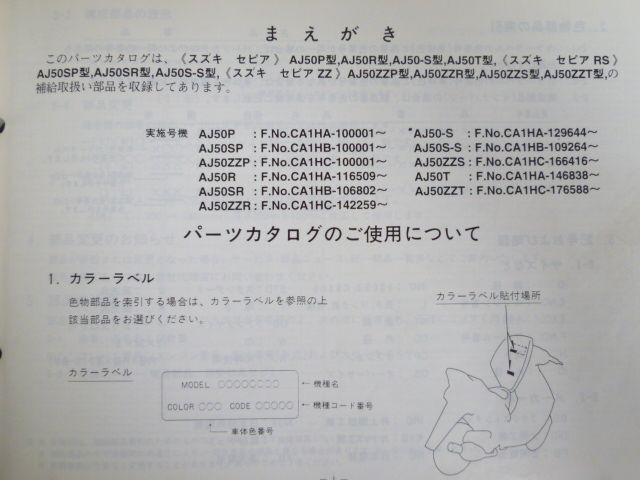 まえがき
このパーツカタログは、《スズキ セピア》 AJ50P型,AJ50R型,AJ50-S型,AJ50T型,《スズキ セピアRS》
AJ50SP型,AJ50SR型,AJ50S-S型,《スズキ セピアZZ》AJ50ZZP型,AJ50ZZR型,AJ50ZZS型,AJ50ZZT型,の
補給取扱い部品を収録してあります。
実施号機 AJ50P : F.No.CA1HA-100001〜 *AJ50-S : F.No.CA1HA-129644〜
AJ50SP : F.No.CA1HB-100001〜 AJ50S-S : F.No.CA1HB-109264〜
AJ50ZZP : F.No.CA1HC-100001〜 AJ50ZZS : F.No.CA1HC-166416〜
AJ50R : F.No.CA1HA-116509〜 AJ50T : F.No.CA1HA-146838〜
AJ50SR : F.No.CA1HB-106802〜 AJ50ZZT : F.No.CA1HC-176588〜
AJ50ZZR : F.No.CA1HC-142259〜
パーツカタログのご使用について
1. カラーラベル
色物部品を索引する場合は、カラーラベルを参照の上
該当部品をお選びください。
カラーラベル貼付場所
カラーラベル
MODEL ○○○○○○○○ ←機種名
COLOR ○○○ CODE ○○○○○ ←機種コード番号
車体色番号